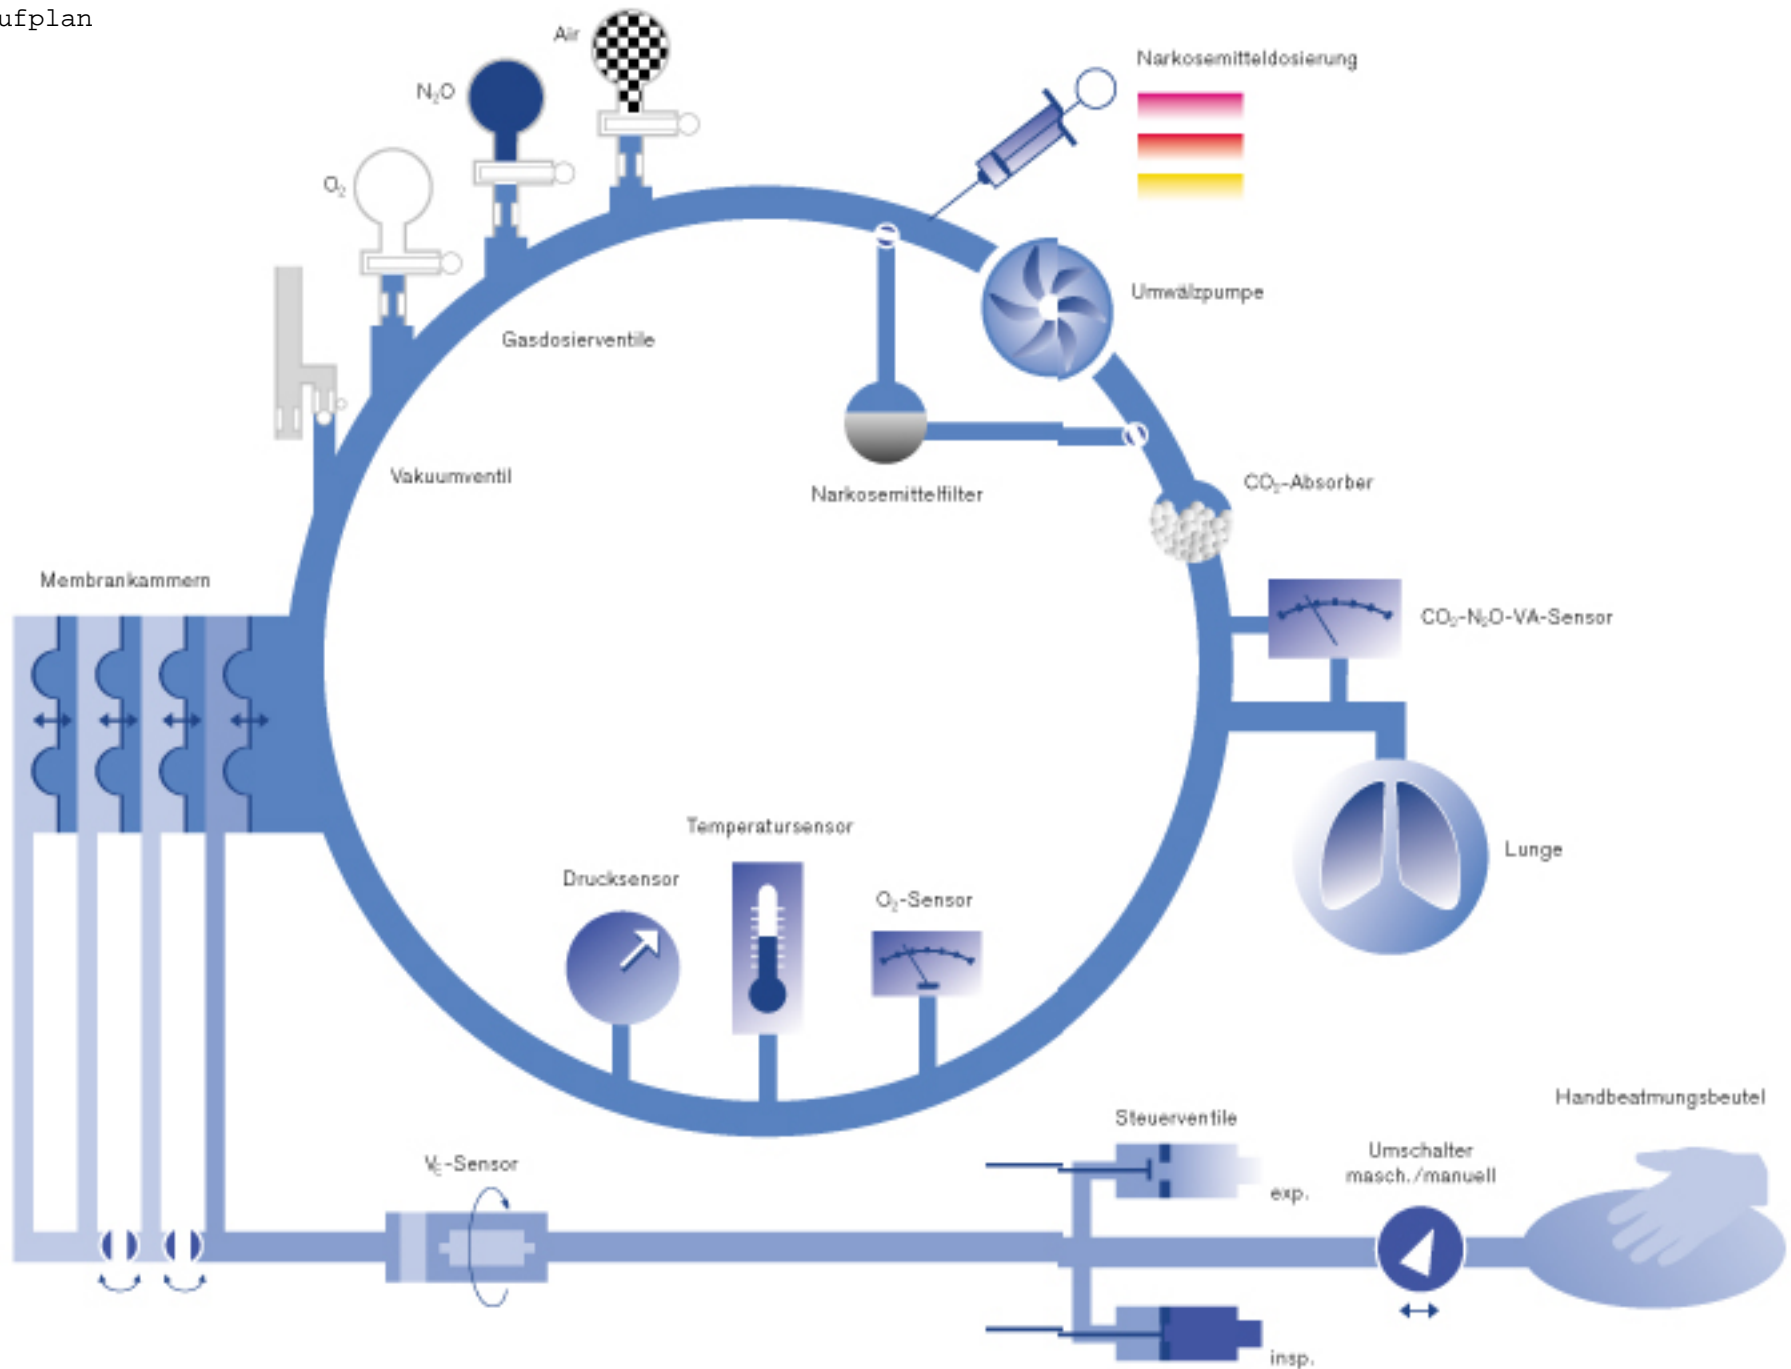 ufplan
Air
Narkosemitteldosierung
N₂O
O₂
Umwälzpumpe
Gasdosierventile
Vakuumventil
CO₂-Absorber
Narkosemittelfilter
Membrankammern
CO₂-N₂O-VA-Sensor
Temperatursensor
Lunge
Drucksensor
O₂-Sensor
Handbeatmungsbeutel
Steuerventile
Umschalter
masch./manuell
VE-Sensor
exp.
insp.